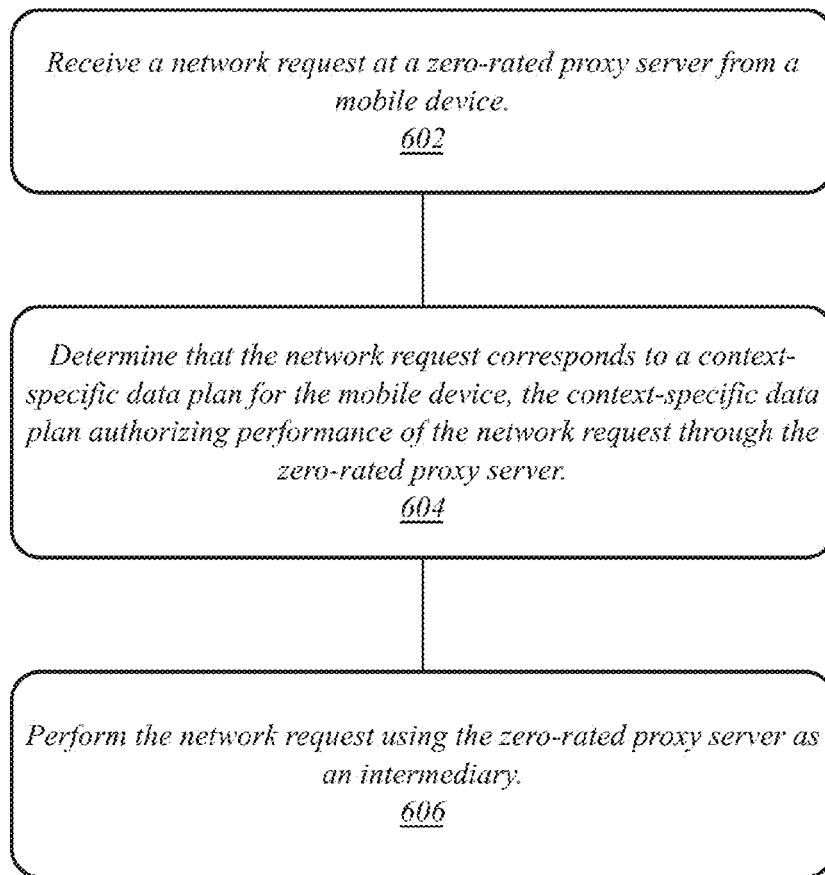 Receive a network request at a zero-rated proxy server from a
mobile device.
602
Determine that the network request corresponds to a context-
specific data plan for the mobile device, the context-specific data
plan authorizing performance of the network request through the
zero-rated proxy server.
604
Perform the network request using the zero-rated proxy server as
an intermediary.
606